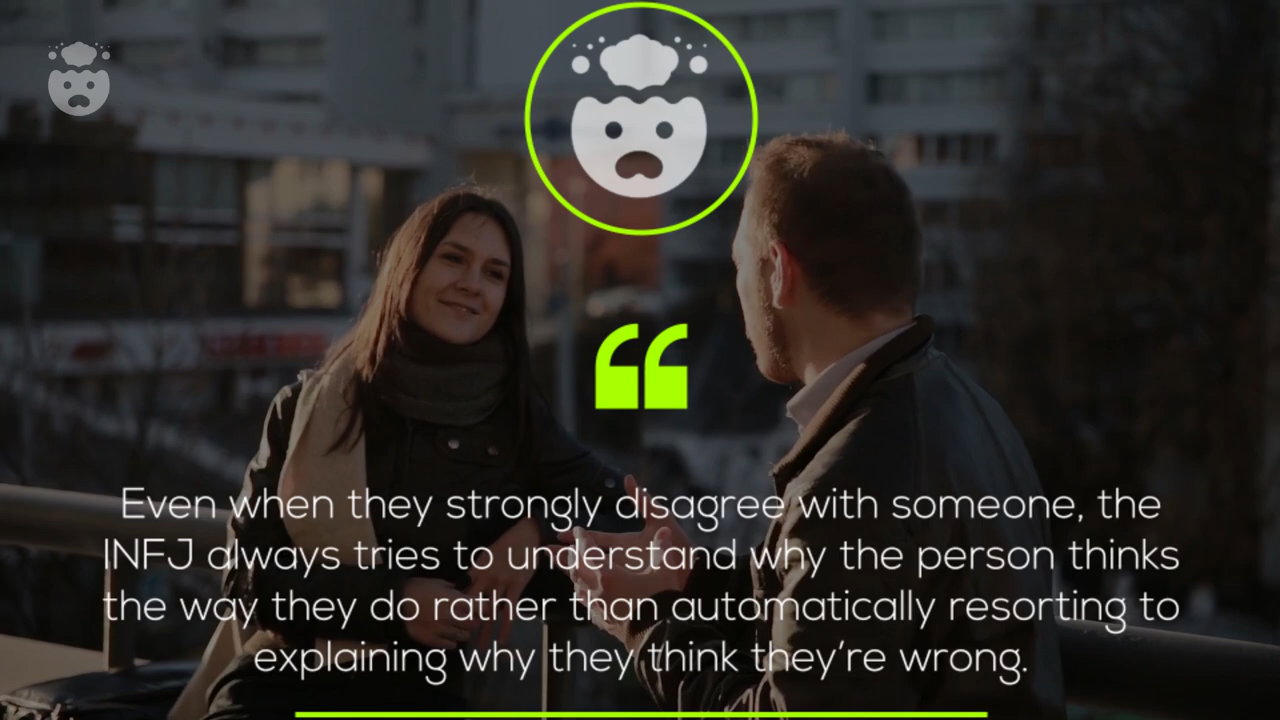 Even when they strongly disagree with someone, the
INFJ always tries to understand why the person thinks
the way they do rather than automatically resorting to
explaining why they think they’re wrong.